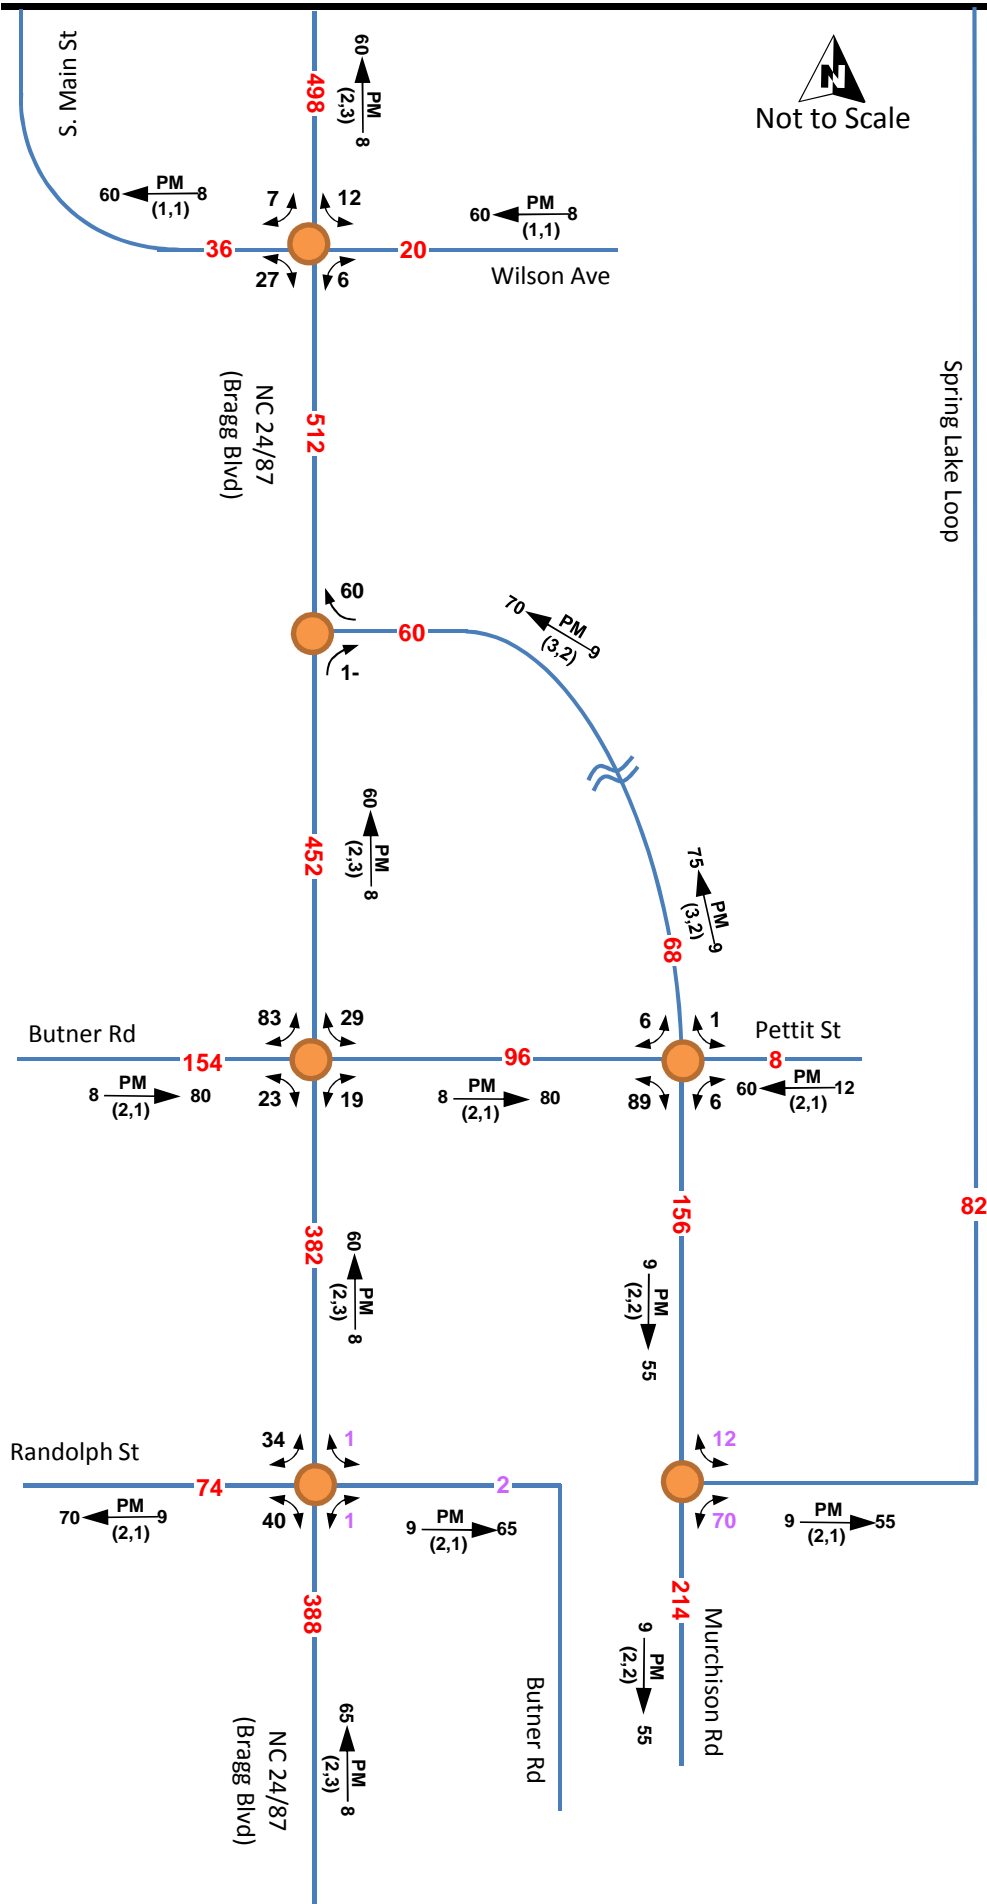 S. Main St
60
PM
(2,3)
8
498
N
Not to Scale
60 PM 8
(1,1)
7
12
60 PM 8
(1,1)
36
20
27
6
Wilson Ave
NC 24/87
(Bragg Blvd)
512
Spring Lake Loop
60
60
1-
70 PM 9
(3,2)
60 PM 8
(2,3)
452
75 PM 9
(3,2)
68
83
29
6
1
Butner Rd
Pettit St
154
96
8
8 PM 80
(2,1)
23
19
8 PM 80
(2,1)
89
6
60 PM 12
(2,1)
156
82
382
60 PM 8
(2,3)
9 PM 55
(2,2)
34
1
12
Randolph St
74
2
70 PM 9
(2,1)
40
1
9 PM 65
(2,1)
70
9 PM 55
(2,1)
388
214
Murchison Rd
9 PM 55
(2,2)
Butner Rd
NC 24/87
(Bragg Blvd)
65 PM 8
(2,3)